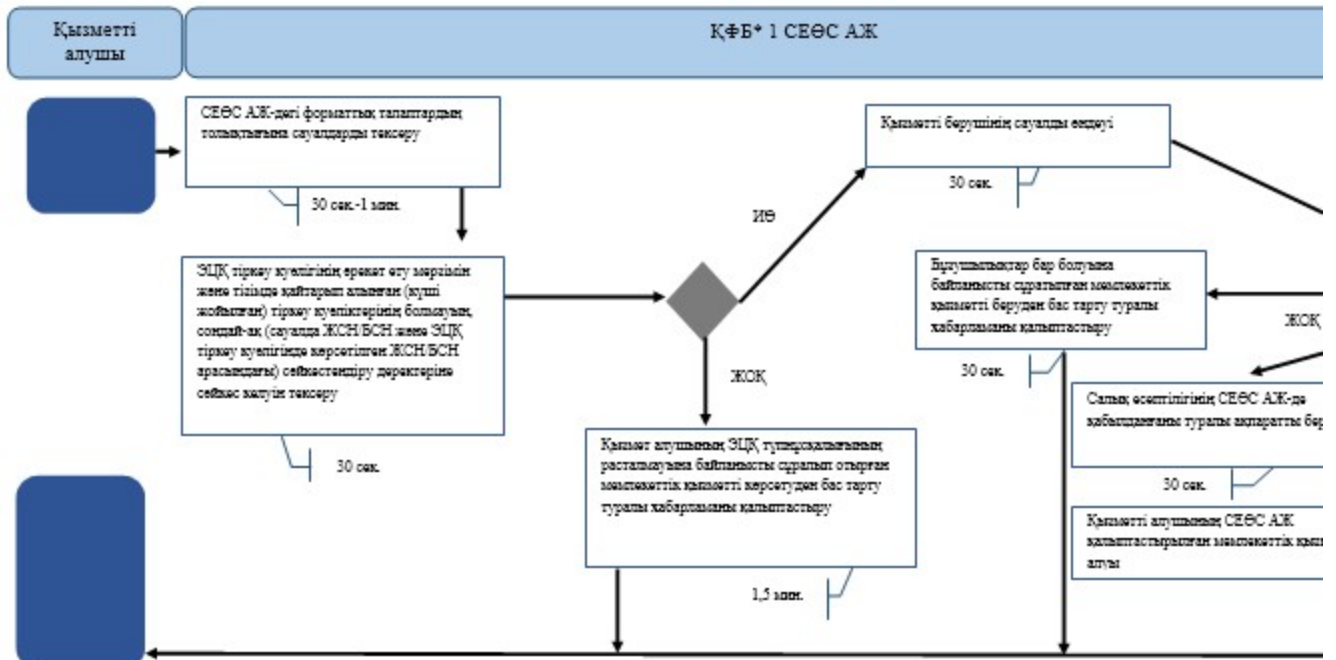 Қызметті
алушы
ҚФБ* 1 СЕӨС АЖ
СЕӨС АЖ-дегі форматтық талаптардың
толықтығына сауалдарды тексеру
30 сек.-1 мин.
ЭЦҚ тіркеу куәлігінің әрекет ету мерзімін
және тізімде қайтарып алынған (күші
жойылған) тіркеу куәліктерінің болмауын,
сондай-ақ (сауалда ЖСН/БСН және ЭЦҚ
тіркеу куәлігінде көрсетілген ЖСН/БСН
арасындағы) сәйкестендіру деректеріне
сәйкес келуін тексеру
30 сек.
ИӘ
ЖОҚ
Қызмет алушының ЭЦҚ түпнұсқалығының
расталмауына байланысты сұралып отырған
мемлекеттік қызметті көрсетуден бас тарту
туралы хабарламаны қалыптастыру
1,5 мин.
Қызметті берушінің сауалды өңдеуі
30 сек.
Бұзушылықтар бар болуына
байланысты сұратылған мемлекеттік
қызметті беруден бас тарту туралы
хабарламаны қалыптастыру
30 сек.
ЖОҚ
Салық есептілігінің СЕӨС АЖ-де
қабылданғаны туралы ақпаратты бер
30 сек.
Қызметті алушының СЕӨС АЖ
қалыптастырылған мемлекеттік қыз
алуы